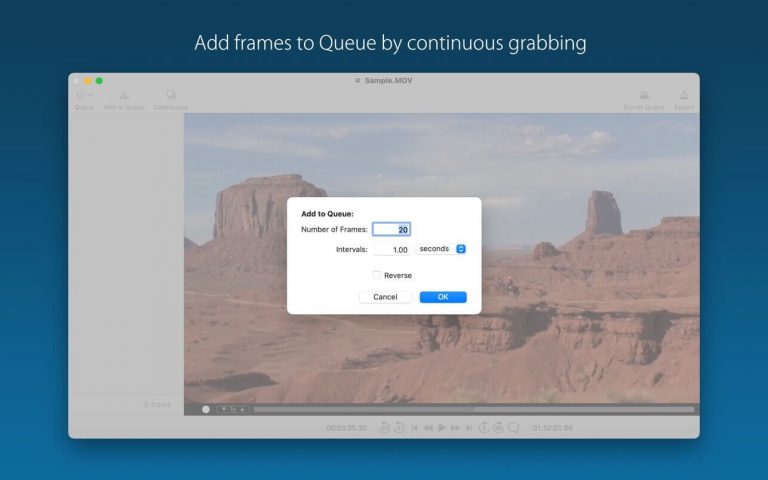 Add frames to Queue by continuous grabbing
Sample.MOV
Queue Add to Queue Continuous Export Queue Export
Add to Queue:
Number of Frames: 20
Intervals: 1.00 seconds
Reverse
Cancel OK
0 frame
00:55:35.30 01:52:01.89